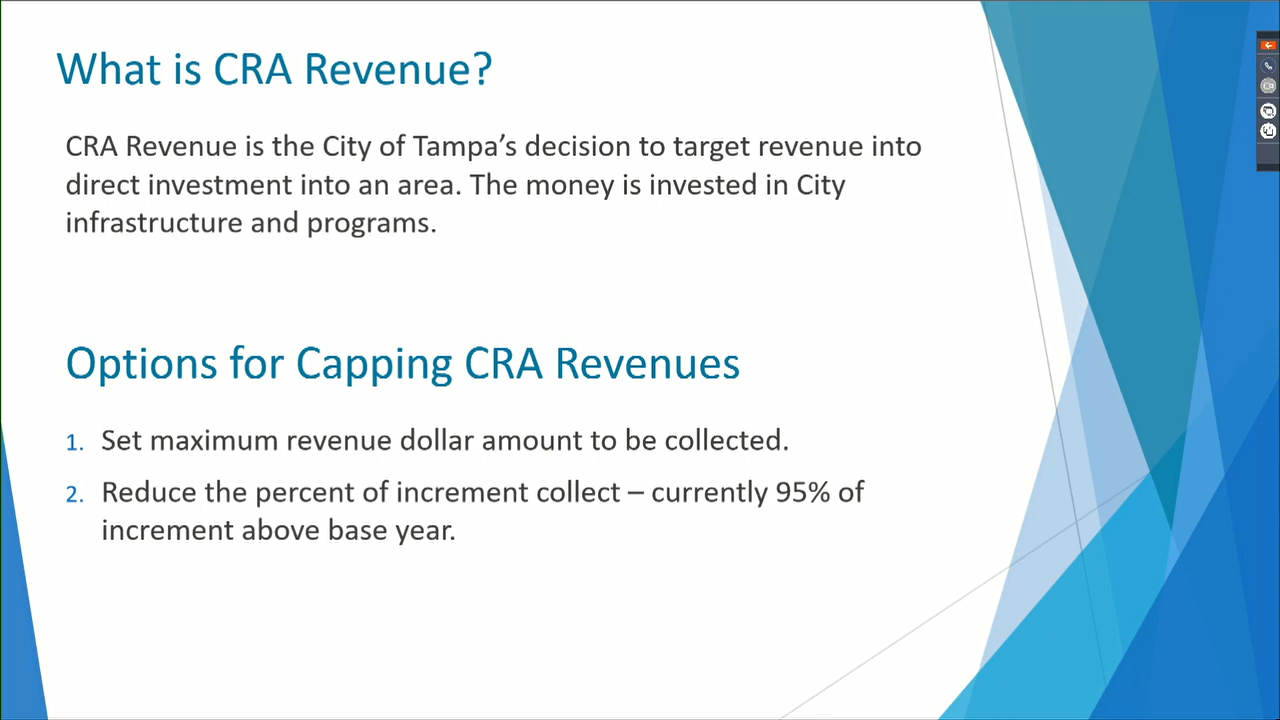 What is CRA Revenue?
CRA Revenue is the City of Tampa’s decision to target revenue into
direct investment into an area. The money is invested in City
infrastructure and programs.
Options for Capping CRA Revenues
1. Set maximum revenue dollar amount to be collected.
2. Reduce the percent of increment collect – currently 95% of
increment above base year.